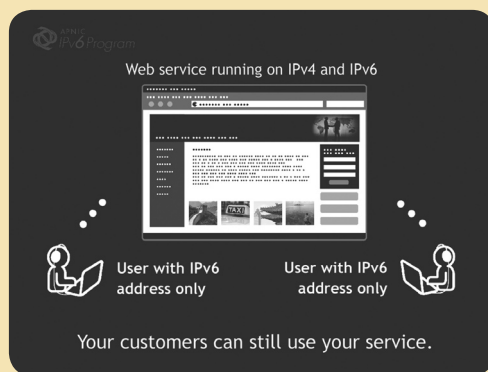 APNIC
IPv6 Program
Web service running on IPv4 and IPv6
TAXI
User with IPv6
address only
User with IPv6
address only
Your customers can still use your service.